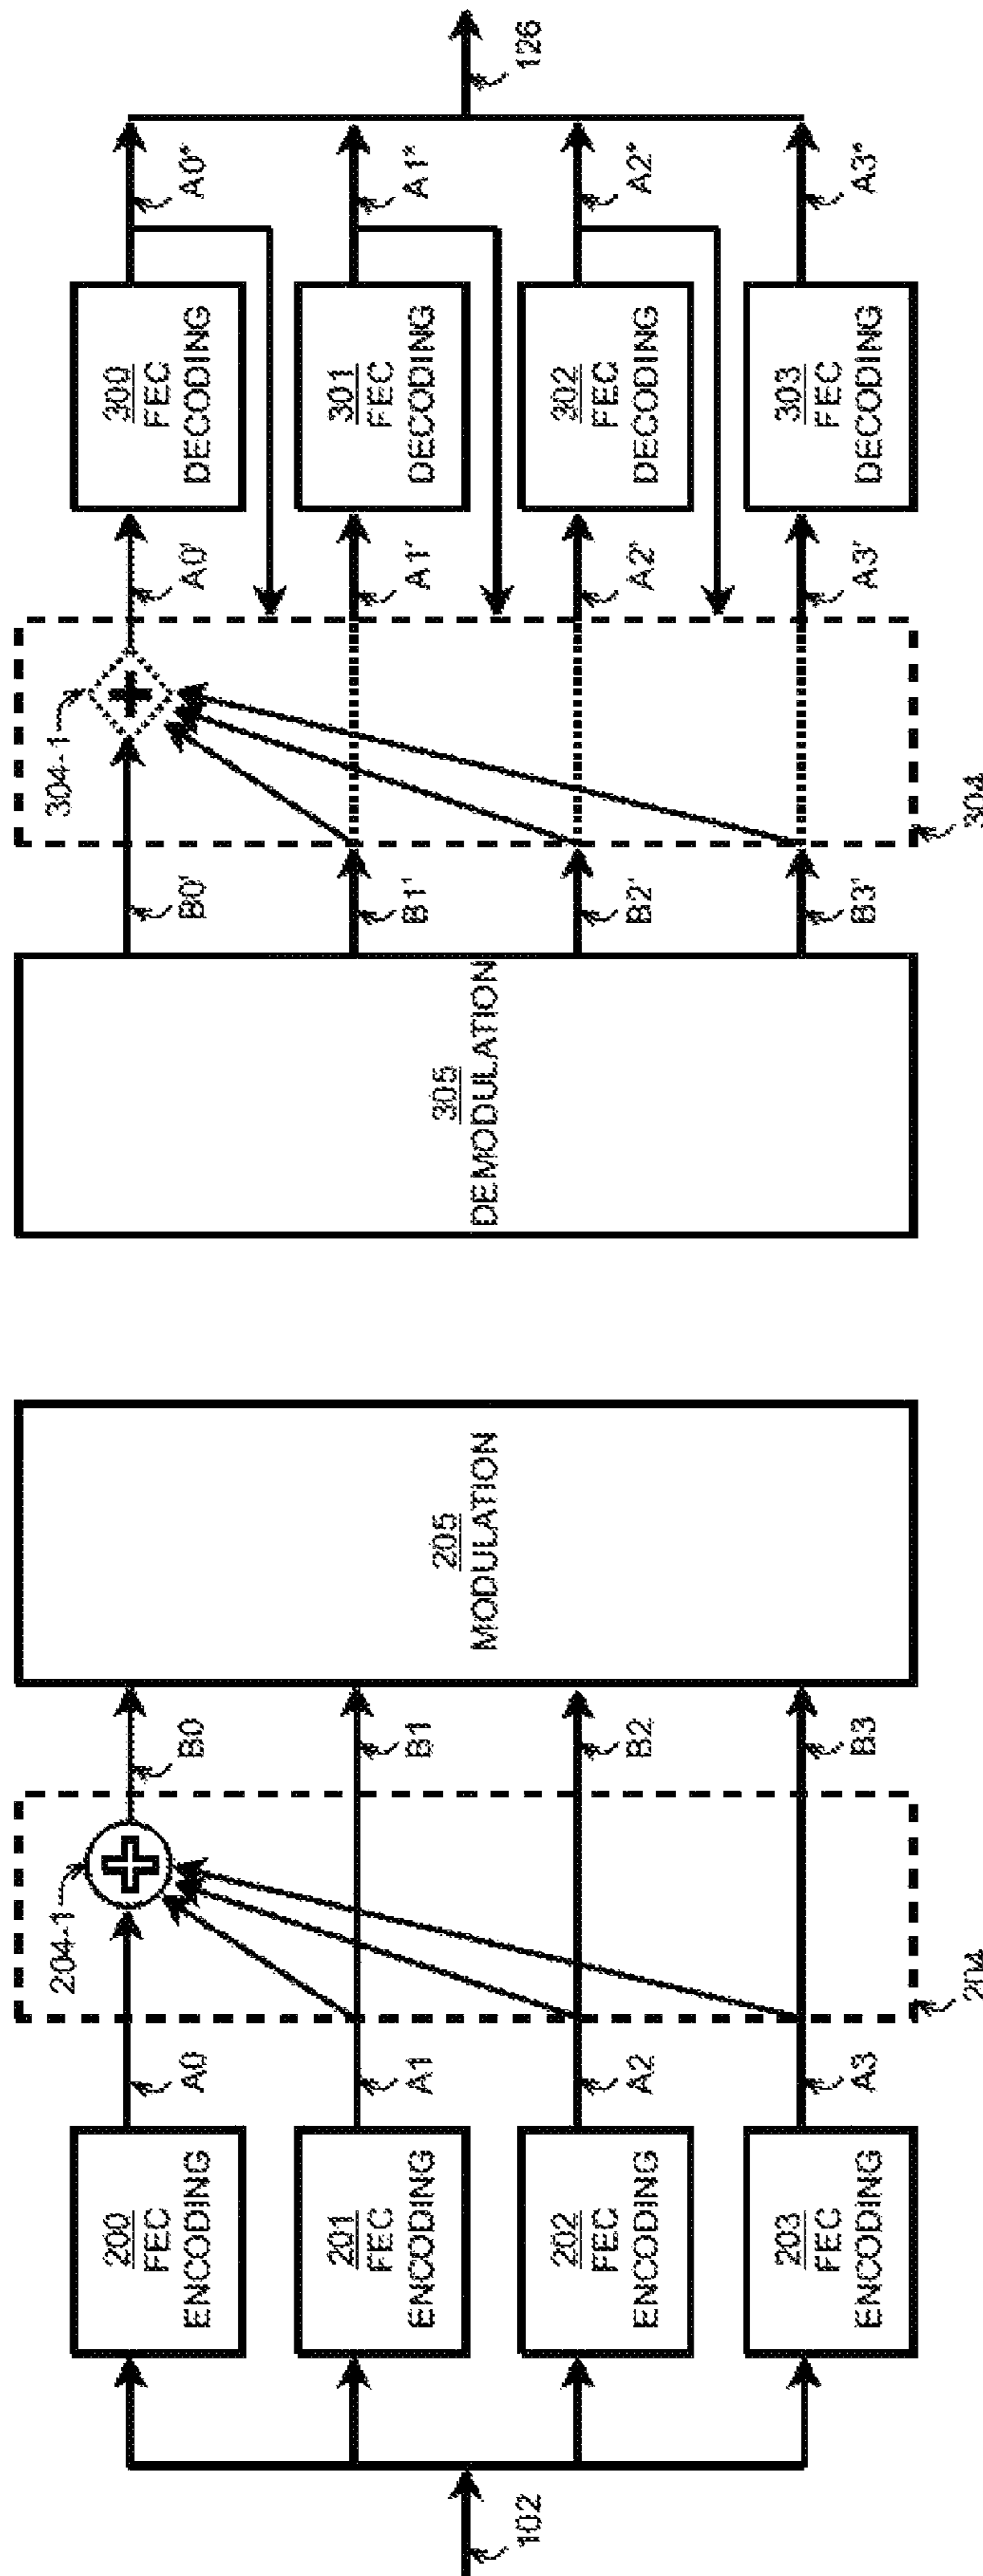 102
200
FEC
ENCODING
201
FEC
ENCODING
202
FEC
ENCODING
203
FEC
ENCODING
A0
A1
A2
A3
204-1
204
B0
B1
B2
B3
205
MODULATION
305
DEMODULATION
B0'
B1'
B2'
B3'
304-1
304
A0'
A1'
A2'
A3'
300
FEC
DECODING
301
FEC
DECODING
302
FEC
DECODING
303
FEC
DECODING
A0*
A1*
A2*
A3*
126